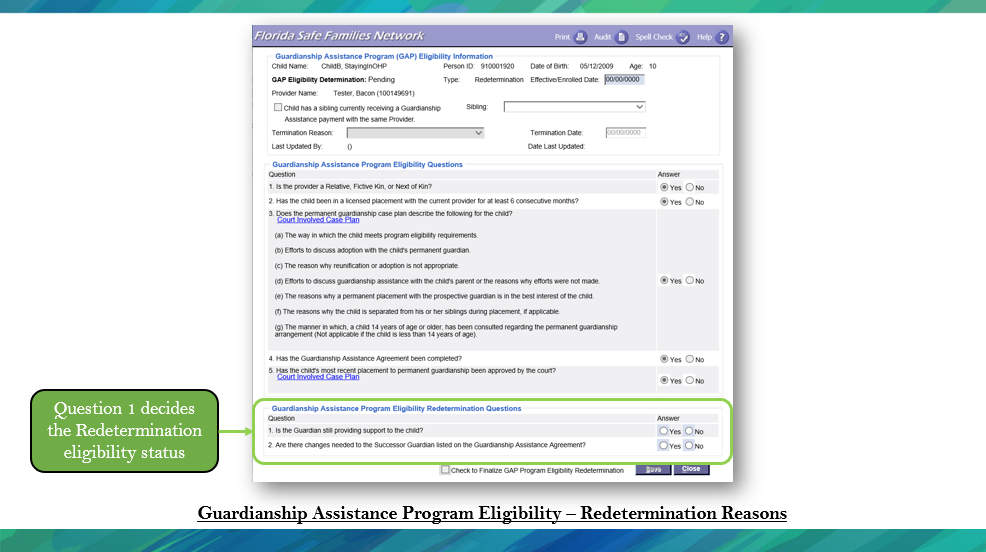 Florida Safe Families Network
Print Audit Spell Check Help ?
Guardianship Assistance Program (GAP) Eligibility Information
Child Name: ChildB, StayingInOHP Person ID: 910001920 Date of Birth: 05/12/2009 Age: 10
GAP Eligibility Determination: Pending Type: Redetermination Effective/Enrolled Date: 00/00/0000
Provider Name: Tester, Bacon (100149691)
Child has a sibling currently receiving a Guardianship Sibling:
Assistance payment with the same Provider.
Termination Reason: Termination Date: 00/00/0000
Last Updated By: () Date Last Updated:
Guardianship Assistance Program Eligibility Questions
Question Answer
1. Is the provider a Relative, Fictive Kin, or Next of Kin? Yes No
2. Has the child been in a licensed placement with the current provider for at least 6 consecutive months? Yes No
3. Does the permanent guardianship case plan describe the following for the child?
Court Involved Case Plan
(a) The way in which the child meets program eligibility requirements.
(b) Efforts to discuss adoption with the child's permanent guardian.
(c) The reason why reunification or adoption is not appropriate.
(d) Efforts to discuss guardianship assistance with the child's parent or the reasons why efforts were not made. Yes No
(e) The reasons why a permanent placement with the prospective guardian is in the best interest of the child.
(f) The reasons why the child is separated from his or her siblings during placement, if applicable.
(g) The manner in which, a child 14 years of age or older, has been consulted regarding the permanent guardianship
arrangement (Not applicable if the child is less than 14 years of age).
4. Has the Guardianship Assistance Agreement been completed? Yes No
5. Has the child's most recent placement to permanent guardianship been approved by the court?
Court Involved Case Plan Yes No
Guardianship Assistance Program Eligibility Redetermination Questions
Question Answer
1. Is the Guardian still providing support to the child? Yes No
2. Are there changes needed to the Successor Guardian listed on the Guardianship Assistance Agreement? Yes No
Check to Finalize GAP Program Eligibility Redetermination Save Close
Question 1 decides
the Redetermination
eligibility status
Guardianship Assistance Program Eligibility – Redetermination Reasons